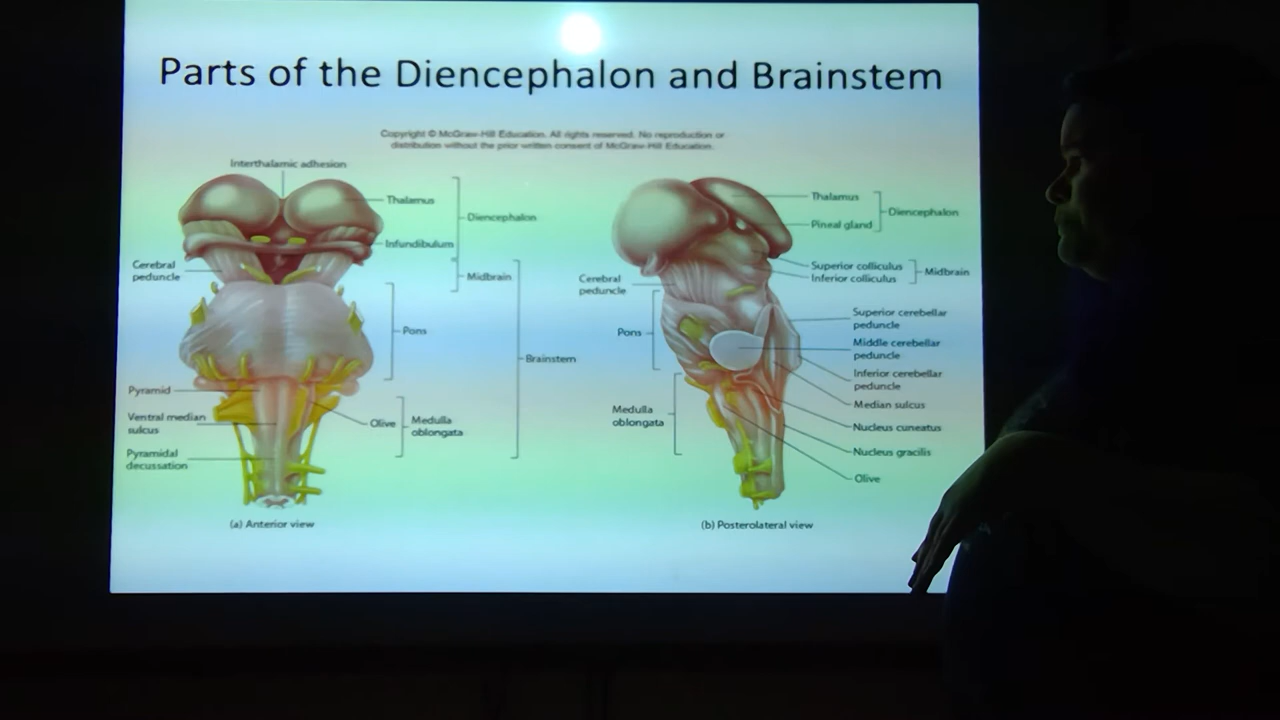 Parts of the Diencephalon and Brainstem
Copyright © McGraw-Hill Education. All rights reserved. No reproduction or
distribution without the prior written consent of McGraw-Hill Education.
Interthalamic adhesion
Thalamus
Diencephalon
Infundibulum
Cerebral
peduncle
Midbrain
Pons
Brainstem
Pyramid
Ventral median
sulcus
Olive
Medulla
oblongata
Pyramidal
decussation
(a) Anterior view
Thalamus
Diencephalon
Pineal gland
Superior colliculus
Midbrain
Inferior colliculus
Cerebral
peduncle
Superior cerebellar
peduncle
Pons
Middle cerebellar
peduncle
Inferior cerebellar
peduncle
Median sulcus
Medulla
oblongata
Nucleus cuneatus
Nucleus gracilis
Olive
(b) Posterolateral view